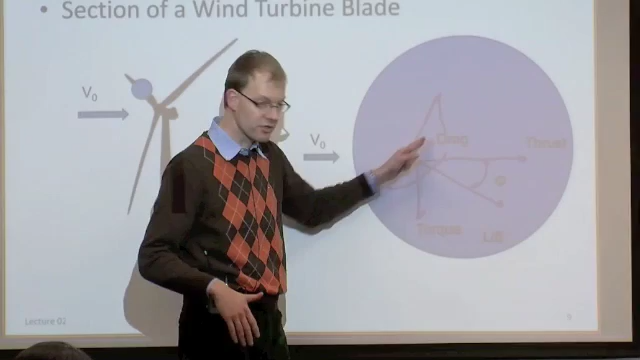 • Section of a Wind Turbine Blade
V0
V0
Drag
Thrust
φ
Torque
Lift
Lecture 02